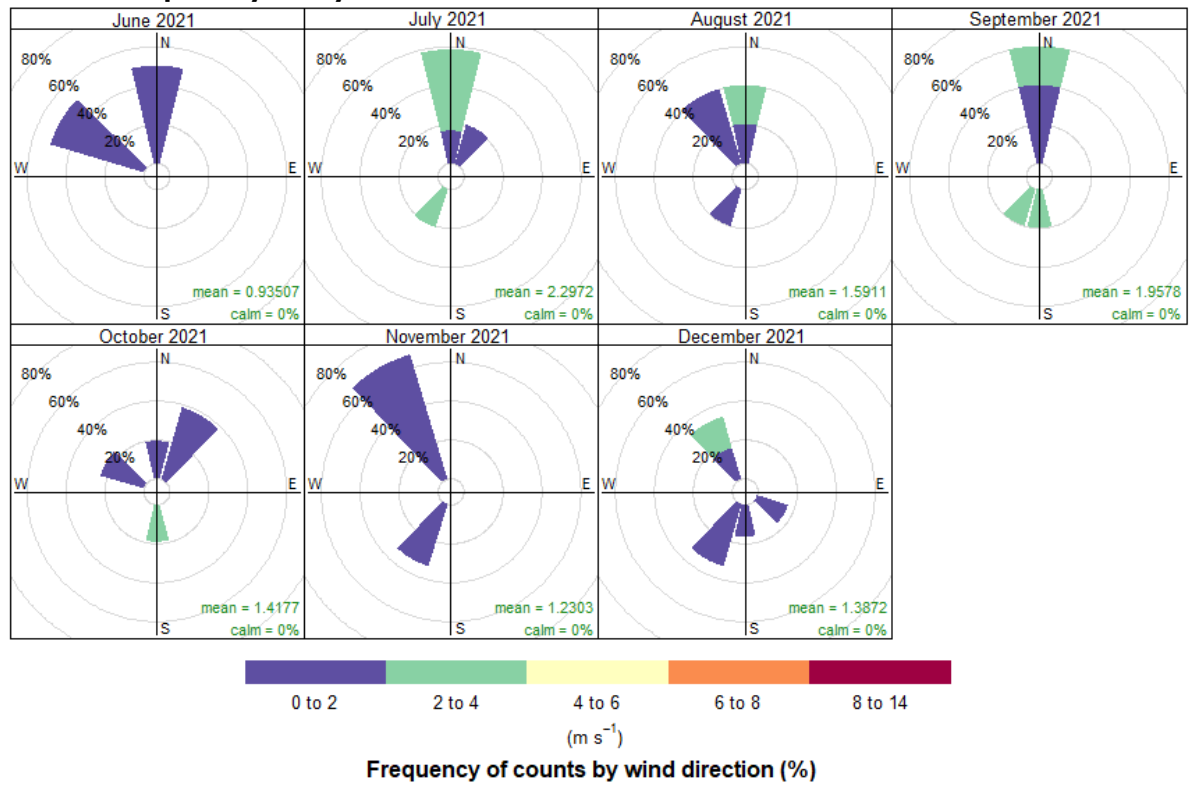 June 2021
July 2021
August 2021
September 2021
N
80%
60%
40%
20%
W
E
mean = 0.93507
S
calm = 0%
N
80%
60%
40%
20%
W
E
mean = 2.2972
S
calm = 0%
N
80%
60%
40%
20%
W
E
mean = 1.5911
S
calm = 0%
N
80%
60%
40%
20%
W
E
mean = 1.9578
S
calm = 0%
October 2021
November 2021
December 2021
N
80%
60%
40%
20%
W
E
mean = 1.4177
S
calm = 0%
N
80%
60%
40%
20%
W
E
mean = 1.2303
S
calm = 0%
N
80%
60%
40%
20%
W
E
mean = 1.3872
S
calm = 0%
0 to 2
2 to 4
4 to 6
6 to 8
8 to 14
(m s⁻¹)
Frequency of counts by wind direction (%)